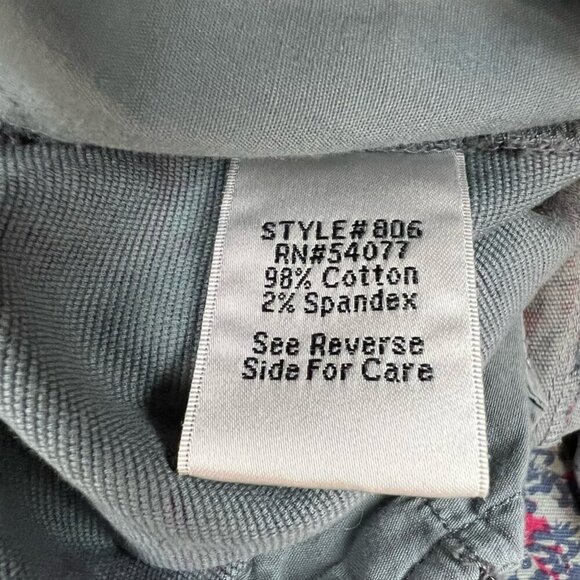 STYLE# 806
RN#54077
98% Cotton
2% Spandex
See Reverse
Side For Care